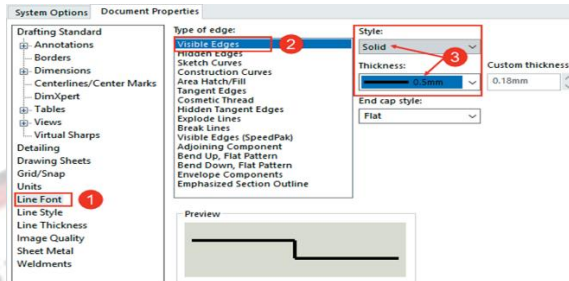 System Options
Document Properties
Drafting Standard
Annotations
Borders
Dimensions
Centerlines/Center Marks
DimXpert
Tables
Views
Virtual Sharps
Detailing
Drawing Sheets
Grid/Snap
Units
Line Font
1
Line Style
Line Thickness
Image Quality
Sheet Metal
Weldments
Type of edge:
Visible Edges
2
Hidden Edges
Sketch Curves
Construction Curves
Area Hatch/Fill
Tangent Edges
Cosmetic Thread
Hidden Tangent Edges
Explode Lines
Break Lines
Visible Edges (SpeedPak)
Adjoining Component
Bend Up, Flat Pattern
Bend Down, Flat Pattern
Envelope Components
Emphasized Section Outline
Style:
Solid
3
Thickness:
0.5mm
Custom thickness
0.18mm
End cap style:
Flat
Preview